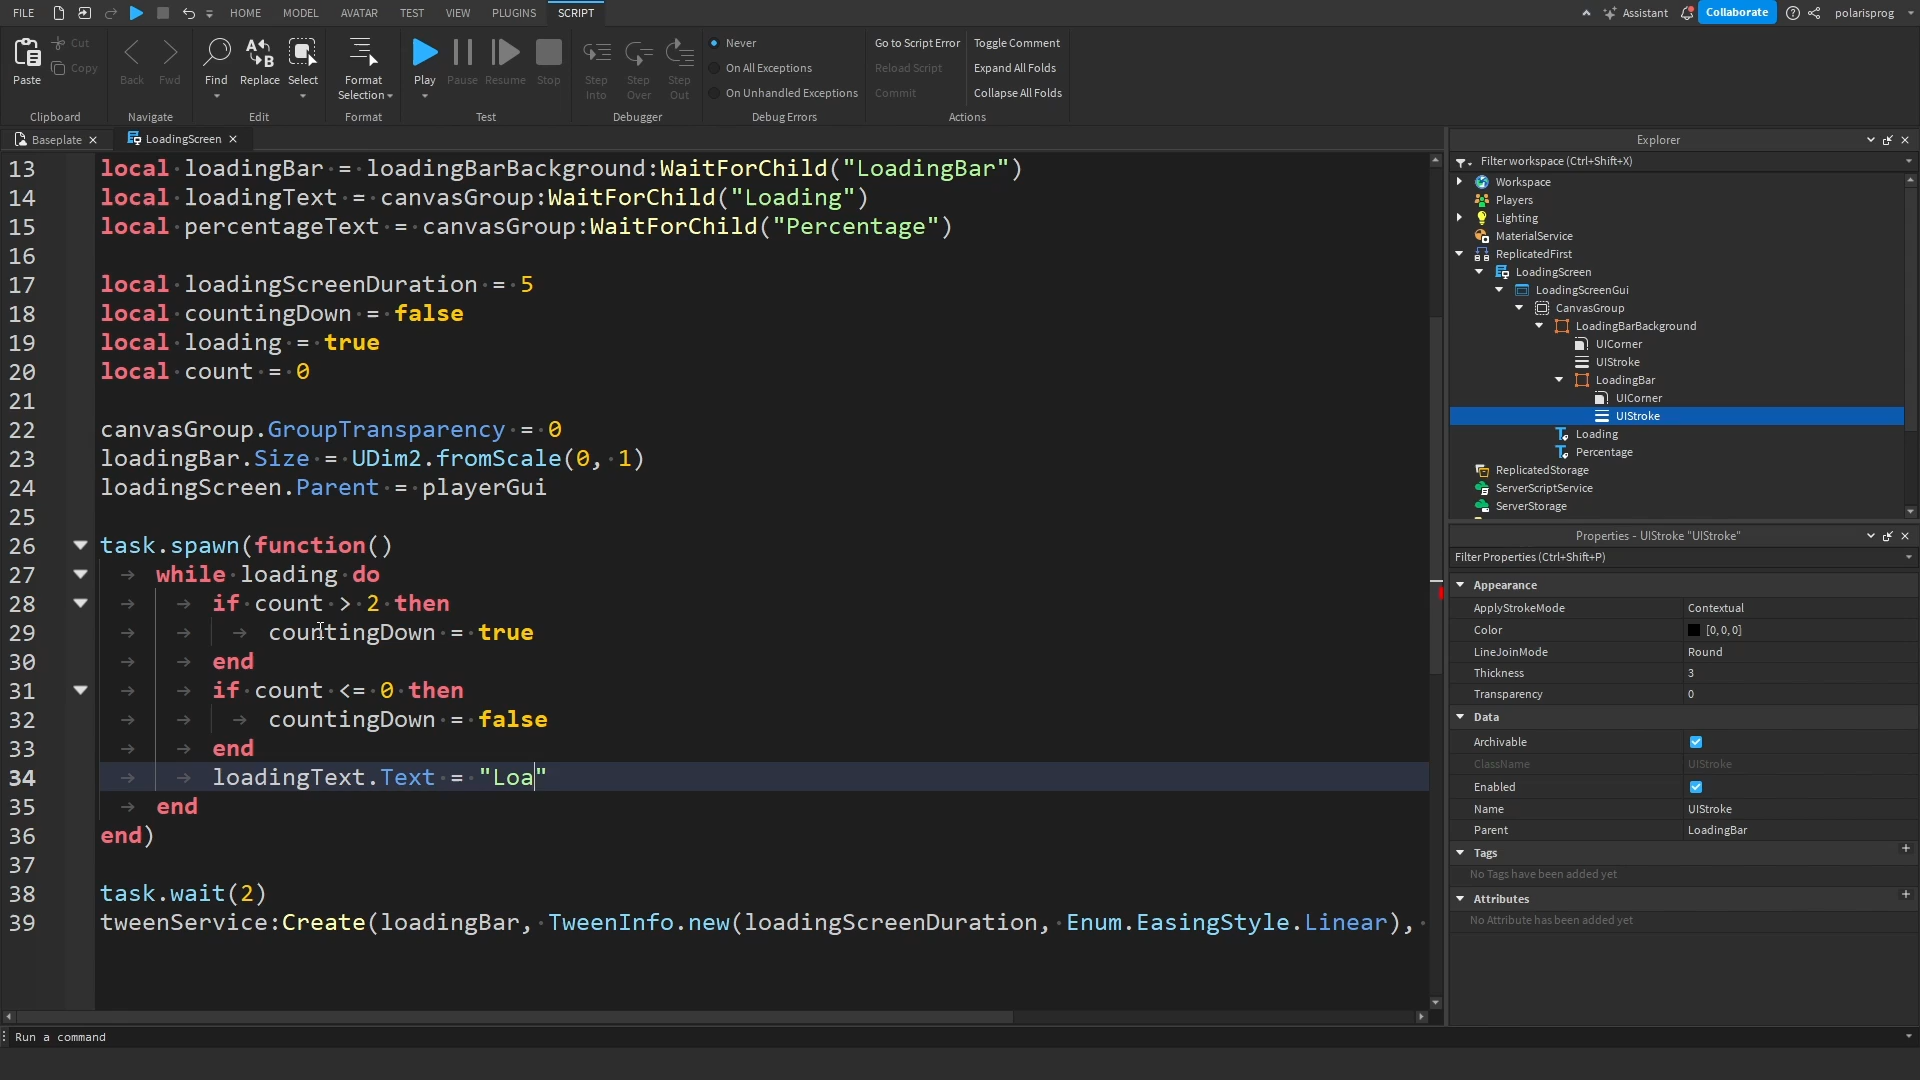 FILE HOME MODEL AVATAR TEST VIEW PLUGINS SCRIPT Assistant Collaborate polarisprog
Paste Cut Copy
Back Fwd
Find Replace Select
Format Selection
Play Pause Resume Stop
Step Into Step Over Step Out
Never
On All Exceptions
On Unhandled Exceptions
Go to Script Error Toggle Comment
Reload Script Expand All Folds
Commit Collapse All Folds
Clipboard Navigate Edit Format Test Debugger Debug Errors Actions
Baseplate LoadingScreen
13 local loadingBar = loadingBarBackground:WaitForChild("LoadingBar")
14 local loadingText = canvasGroup:WaitForChild("Loading")
15 local percentageText = canvasGroup:WaitForChild("Percentage")
16
17 local loadingScreenDuration = 5
18 local countingDown = false
19 local loading = true
20 local count = 0
21
22 canvasGroup.GroupTransparency = 0
23 loadingBar.Size = UDim2.fromScale(0, 1)
24 loadingScreen.Parent = playerGui
25
26 task.spawn(function()
27 while loading do
28 if count > 2 then
29 countingDown = true
30 end
31 if count <= 0 then
32 countingDown = false
33 end
34 loadingText.Text = "Loa"
35 end
36 end)
37
38 task.wait(2)
39 tweenService:Create(loadingBar, TweenInfo.new(loadingScreenDuration, Enum.EasingStyle.Linear),
Run a command
Explorer
Filter workspace (Ctrl+Shift+X)
Workspace
Players
Lighting
MaterialService
ReplicatedFirst
LoadingScreen
LoadingScreenGui
CanvasGroup
LoadingBarBackground
UICorner
UIStroke
LoadingBar
UICorner
UIStroke
Loading
Percentage
ReplicatedStorage
ServerScriptService
ServerStorage
Properties - UIStroke "UIStroke"
Filter Properties (Ctrl+Shift+P)
Appearance
ApplyStrokeMode Contextual
Color [0,0,0]
LineJoinMode Round
Thickness 3
Transparency 0
Data
Archivable
ClassName UIStroke
Enabled
Name UIStroke
Parent LoadingBar
Tags +
No Tags have been added yet
Attributes +
No Attribute has been added yet